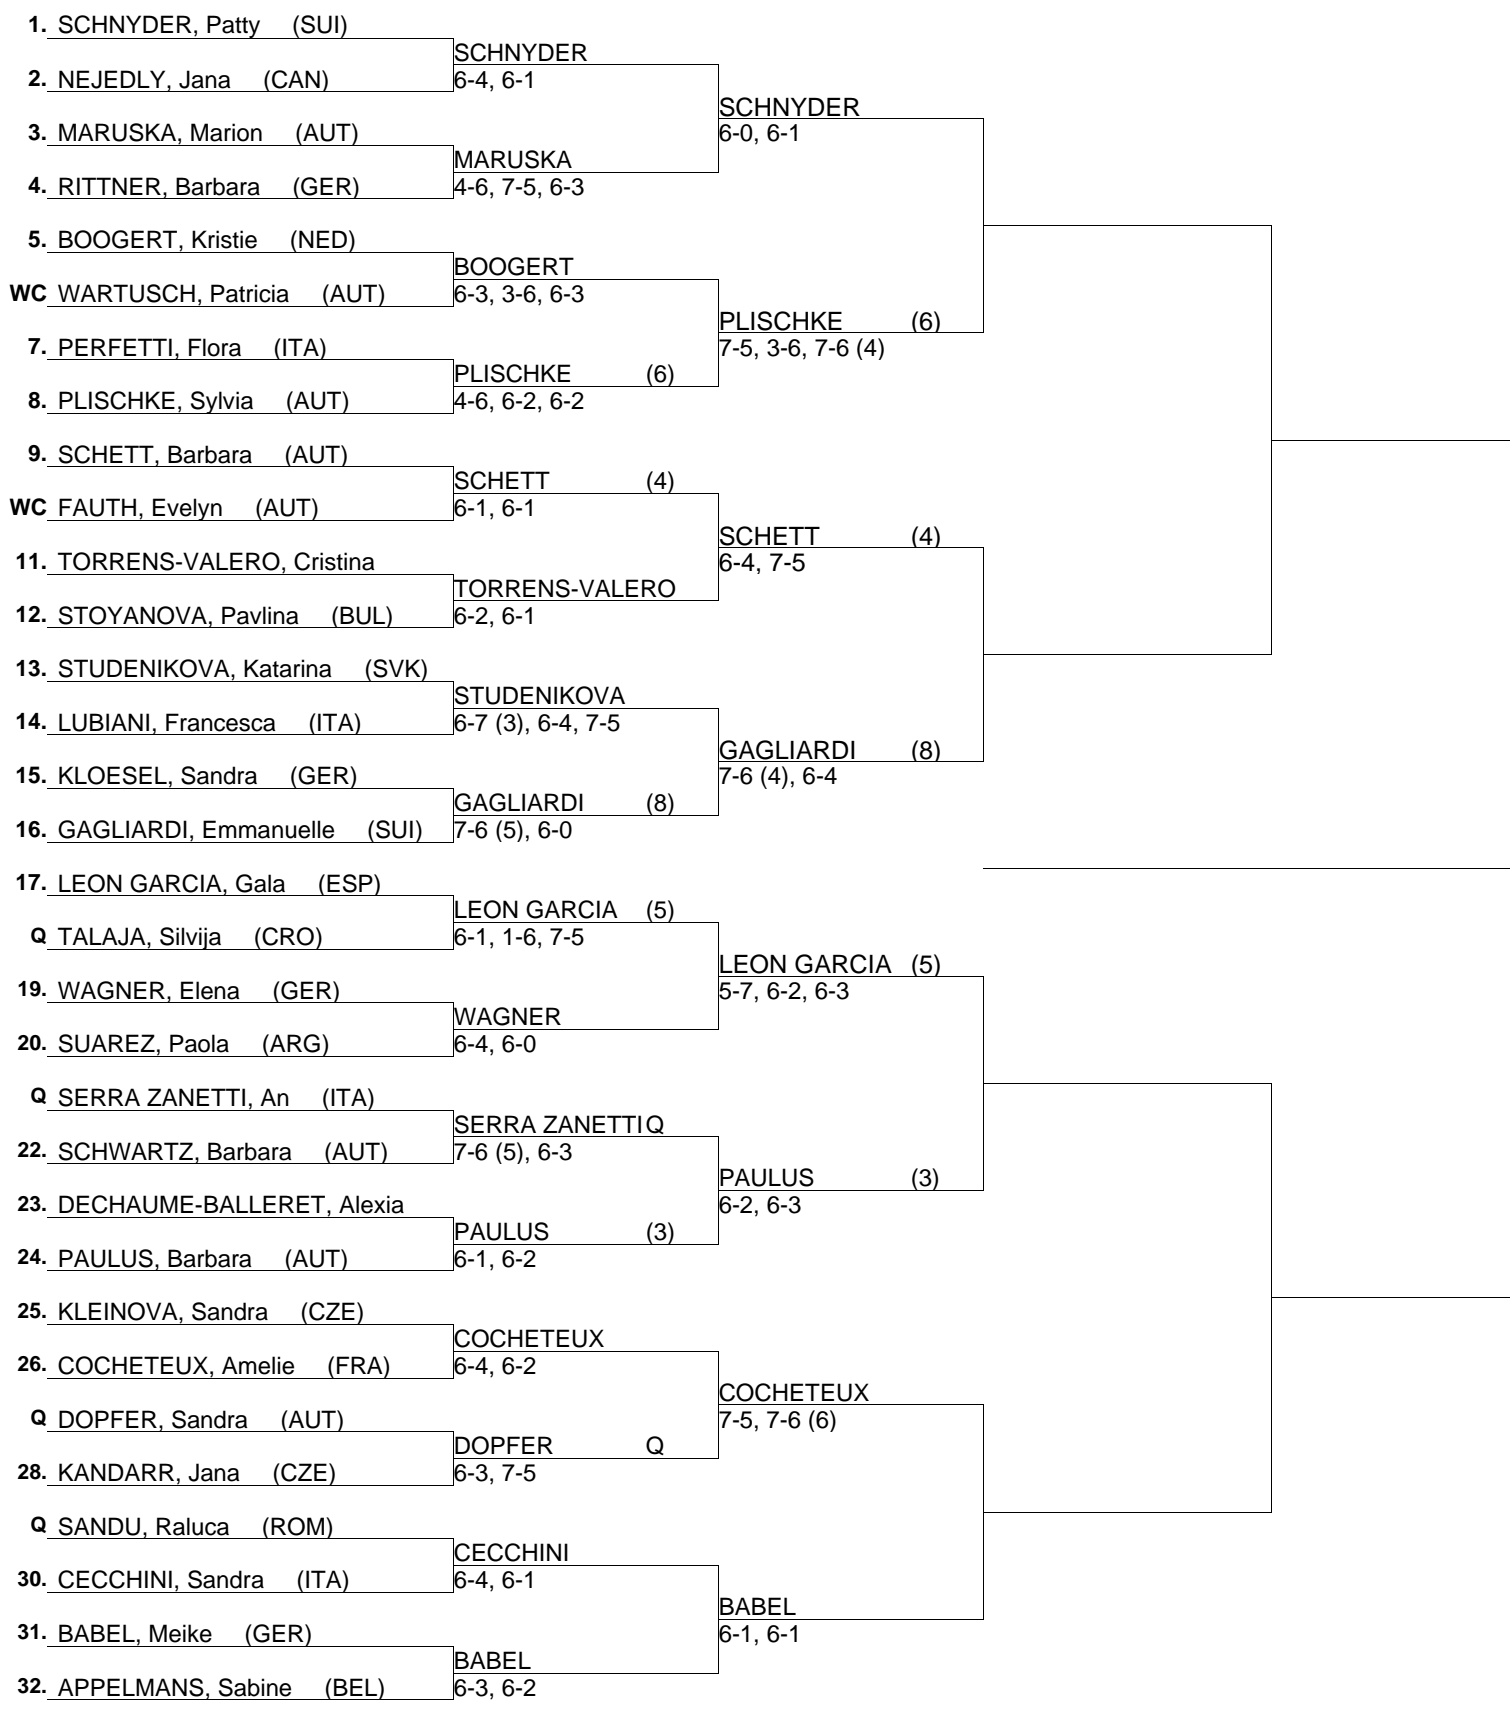 1. SCHNYDER, Patty (SUI)
SCHNYDER
2. NEJEDLY, Jana (CAN)
6-4, 6-1
SCHNYDER
6-0, 6-1
3. MARUSKA, Marion (AUT)
MARUSKA
4. RITTNER, Barbara (GER)
4-6, 7-5, 6-3
5. BOOGERT, Kristie (NED)
BOOGERT
WC WARTUSCH, Patricia (AUT)
6-3, 3-6, 6-3
PLISCHKE (6)
7-5, 3-6, 7-6 (4)
7. PERFETTI, Flora (ITA)
PLISCHKE (6)
8. PLISCHKE, Sylvia (AUT)
4-6, 6-2, 6-2
9. SCHETT, Barbara (AUT)
SCHETT (4)
WC FAUTH, Evelyn (AUT)
6-1, 6-1
SCHETT (4)
6-4, 7-5
11. TORRENS-VALERO, Cristina
TORRENS-VALERO
12. STOYANOVA, Pavlina (BUL)
6-2, 6-1
13. STUDENIKOVA, Katarina (SVK)
STUDENIKOVA
14. LUBIANI, Francesca (ITA)
6-7 (3), 6-4, 7-5
GAGLIARDI (8)
7-6 (4), 6-4
15. KLOESEL, Sandra (GER)
GAGLIARDI (8)
16. GAGLIARDI, Emmanuelle (SUI)
7-6 (5), 6-0
17. LEON GARCIA, Gala (ESP)
LEON GARCIA (5)
Q TALAJA, Silvija (CRO)
6-1, 1-6, 7-5
LEON GARCIA (5)
5-7, 6-2, 6-3
19. WAGNER, Elena (GER)
WAGNER
20. SUAREZ, Paola (ARG)
6-4, 6-0
Q SERRA ZANETTI, An (ITA)
SERRA ZANETTI Q
22. SCHWARTZ, Barbara (AUT)
7-6 (5), 6-3
PAULUS (3)
6-2, 6-3
23. DECHAUME-BALLERET, Alexia
PAULUS (3)
24. PAULUS, Barbara (AUT)
6-1, 6-2
25. KLEINOVA, Sandra (CZE)
COCHETEUX
26. COCHETEUX, Amelie (FRA)
6-4, 6-2
COCHETEUX
7-5, 7-6 (6)
Q DOPFER, Sandra (AUT)
DOPFER Q
28. KANDARR, Jana (CZE)
6-3, 7-5
Q SANDU, Raluca (ROM)
CECCHINI
30. CECCHINI, Sandra (ITA)
6-4, 6-1
BABEL
6-1, 6-1
31. BABEL, Meike (GER)
BABEL
32. APPELMANS, Sabine (BEL)
6-3, 6-2